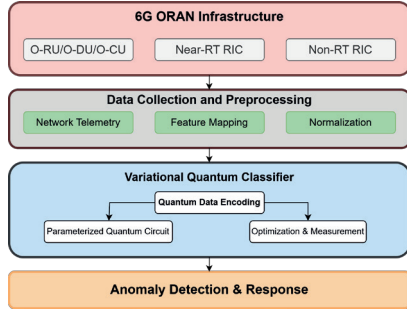 6G ORAN Infrastructure
O-RU/O-DU/O-CU
Near-RT RIC
Non-RT RIC
Data Collection and Preprocessing
Network Telemetry
Feature Mapping
Normalization
Variational Quantum Classifier
Quantum Data Encoding
Parameterized Quantum Circuit
Optimization & Measurement
Anomaly Detection & Response